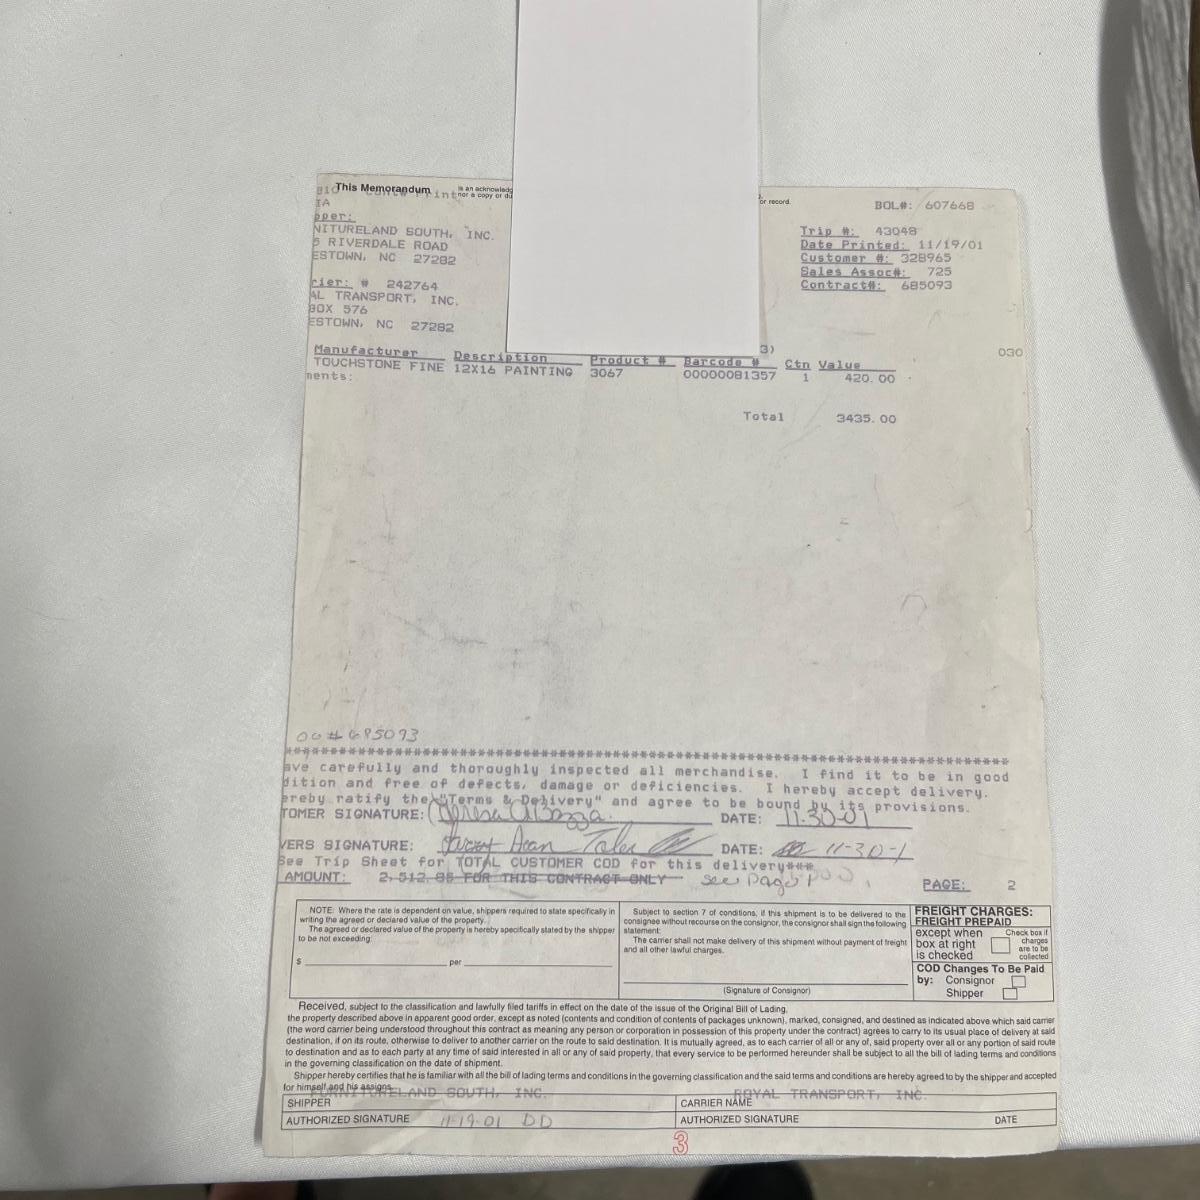 This Memorandum is an acknowledg
nor a copy or du
or record.
BOL#: 607668
IA
pper:
NITURELAND SOUTH, INC.
5 RIVERDALE ROAD
ESTOWN, NC 27282
Trip #: 43048
Date Printed: 11/19/01
Customer #: 328965
Sales Assoc#: 725
Contract#: 685093
rier: # 242764
AL TRANSPORT, INC.
BOX 576
ESTOWN, NC 27282
3)
030
Manufacturer Description Product # Barcode # Ctn Value
TOUCHSTONE FINE 12X16 PAINTING 3067 00000081357 1 420.00
ments:
Total 3435.00
685093
ave carefully and thoroughly inspected all merchandise. I find it to be in good
dition and free of defects, damage or deficiencies. I hereby accept delivery.
ereby ratify the "Terms & Delivery" and agree to be bound by its provisions.
TOMER SIGNATURE: DATE: 11-30-01
VERS SIGNATURE: DATE: 11-30-1
See Trip Sheet for TOTAL CUSTOMER COD for this delivery***
AMOUNT: 2,512.85 FOR THIS CONTRACT ONLY see page 1 PAGE: 2
NOTE: Where the rate is dependent on value, shippers required to state specifically in
writing the agreed or declared value of the property.
The agreed or declared value of the property is hereby specifically stated by the shipper
to be not exceeding:
$ per
Subject to section 7 of conditions, if this shipment is to be delivered to the
consignee without recourse on the consignor, the consignor shall sign the following
statement:
The carrier shall not make delivery of this shipment without payment of freight
and all other lawful charges.
(Signature of Consignor)
FREIGHT CHARGES:
FREIGHT PREPAID
except when
box at right
is checked
Check box if
charges
are to be
collected
COD Changes To Be Paid
by: Consignor
Shipper
Received, subject to the classification and lawfully filed tariffs in effect on the date of the issue of the Original Bill of Lading,
the property described above in apparent good order, except as noted (contents and condition of contents of packages unknown), marked, consigned, and destined as indicated above which said carrier
(the word carrier being understood throughout this contract as meaning any person or corporation in possession of this property under the contract) agrees to carry to its usual place of delivery at said
destination, if on its route, otherwise to deliver to another carrier on the route to said destination. It is mutually agreed, as to each carrier of all or any of, said property over all or any portion of said route
to destination and as to each party at any time of said interested in all or any of said property, that every service to be performed hereunder shall be subject to all the bill of lading terms and conditions
in the governing classification on the date of shipment.
Shipper hereby certifies that he is familiar with all the bill of lading terms and conditions in the governing classification and the said terms and conditions are hereby agreed to by the shipper and accepted
for himself and his assigns.
FURNITURELAND SOUTH, INC. ROYAL TRANSPORT, INC.
SHIPPER CARRIER NAME
AUTHORIZED SIGNATURE 11-19-01 DD AUTHORIZED SIGNATURE DATE
3